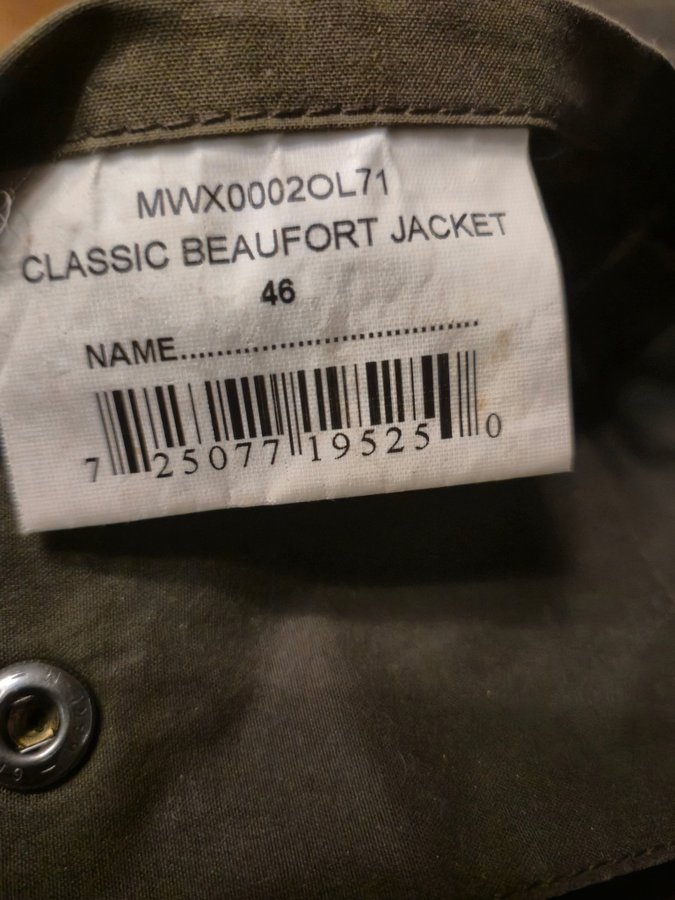 MWX0002OL71
CLASSIC BEAUFORT JACKET
46
NAME.................................
7 25077 19525 0